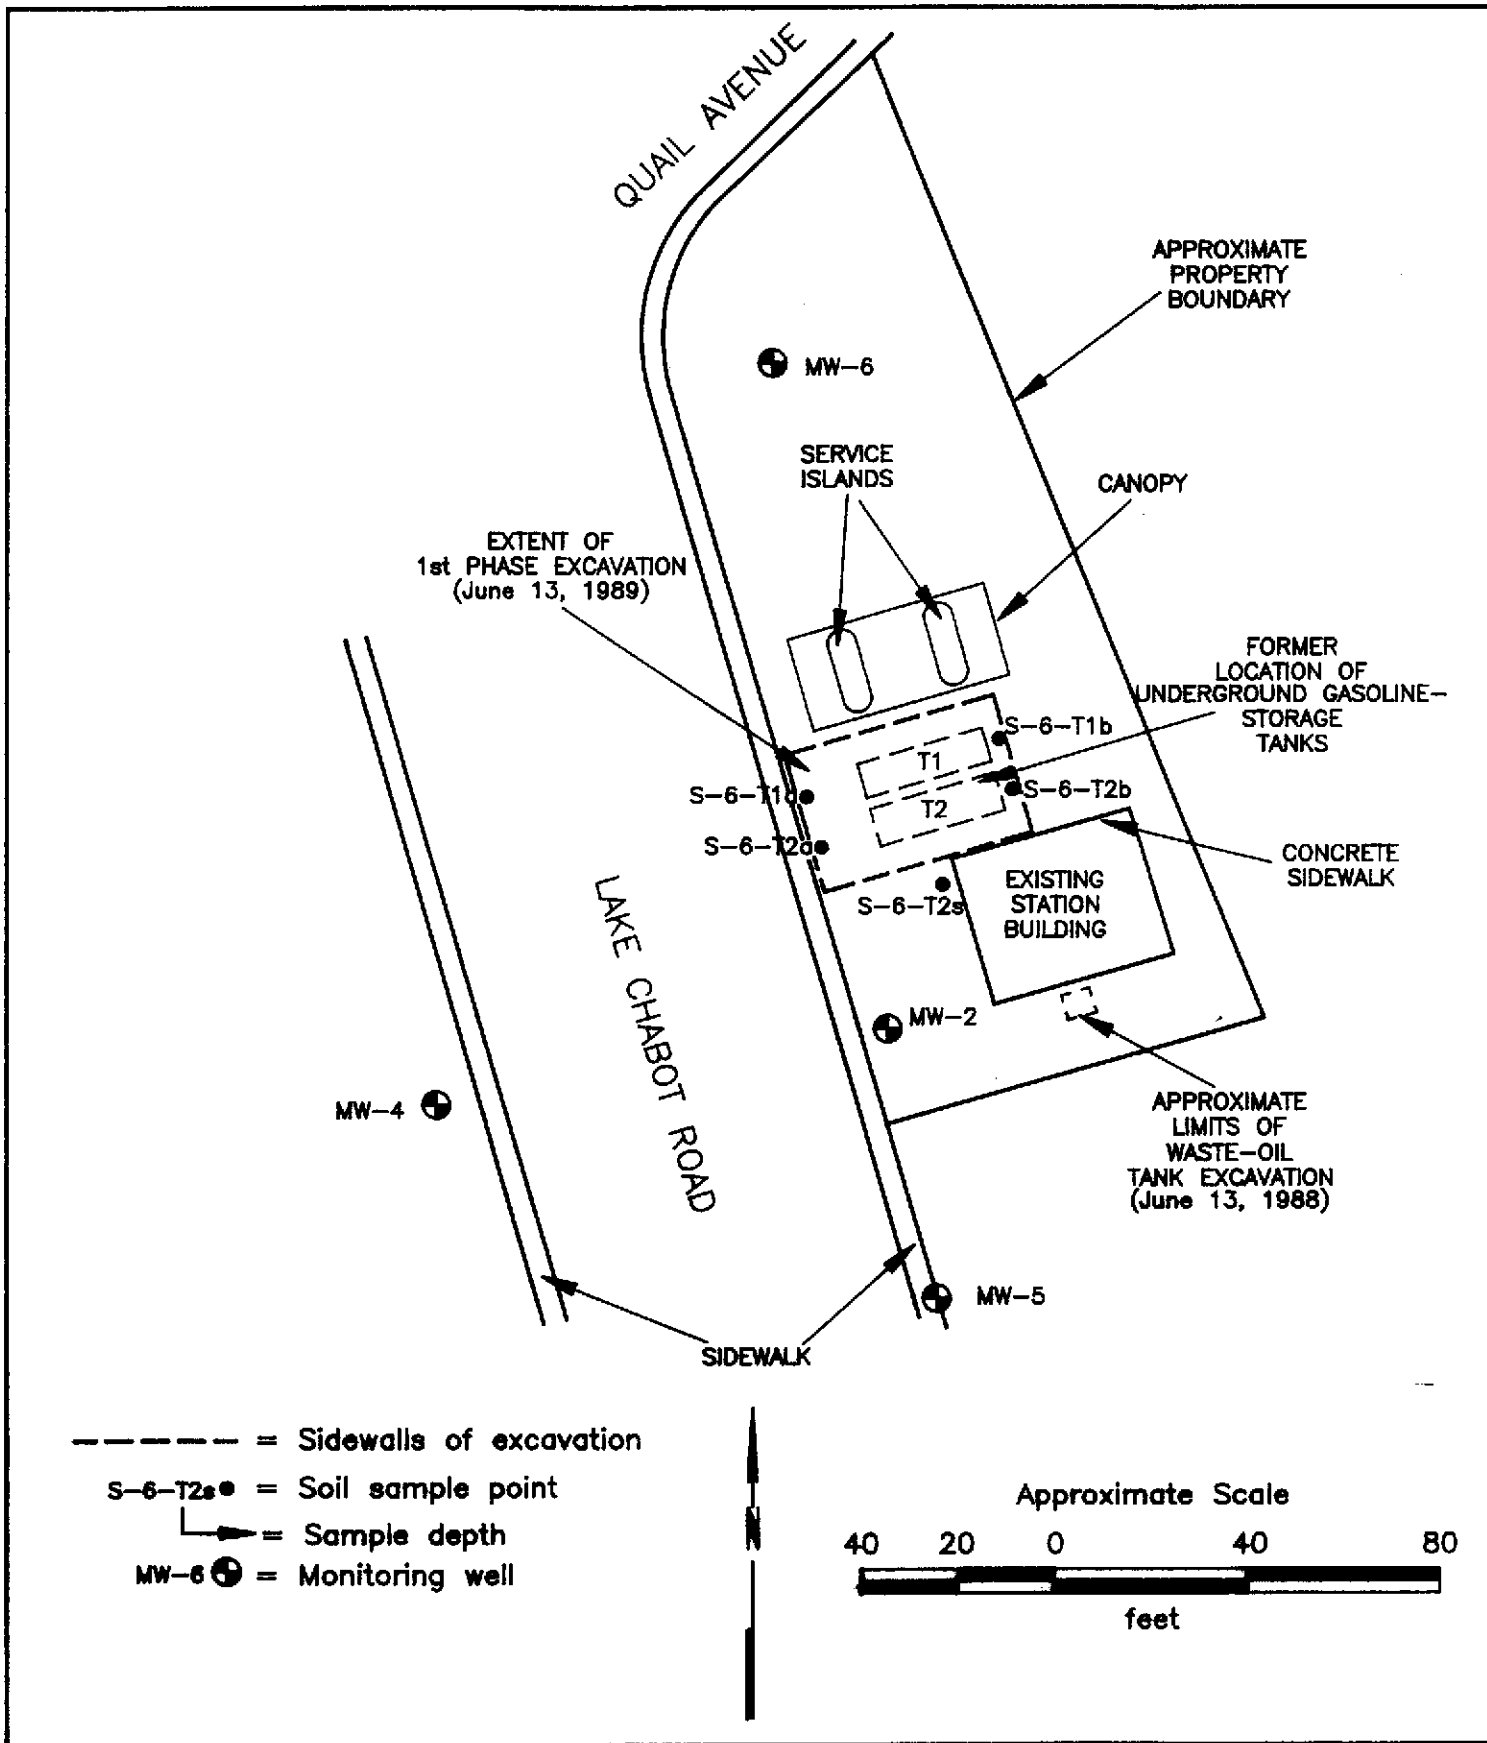 QUAIL AVENUE
APPROXIMATE
PROPERTY
BOUNDARY
MW-6
SERVICE
ISLANDS
CANOPY
EXTENT OF
1st PHASE EXCAVATION
(June 13, 1989)
FORMER
LOCATION OF
UNDERGROUND GASOLINE-
STORAGE
TANKS
S-6-T1b
T1
S-6-T1a
S-6-T2b
T2
S-6-T2a
CONCRETE
SIDEWALK
EXISTING
STATION
BUILDING
S-6-T2s
LAKE CHABOT ROAD
MW-2
MW-4
APPROXIMATE
LIMITS OF
WASTE-OIL
TANK EXCAVATION
(June 13, 1988)
MW-5
SIDEWALK
= Sidewalls of excavation
S-6-T2s = Soil sample point
= Sample depth
MW-6 = Monitoring well
N
Approximate Scale
40 20 0 40 80
feet